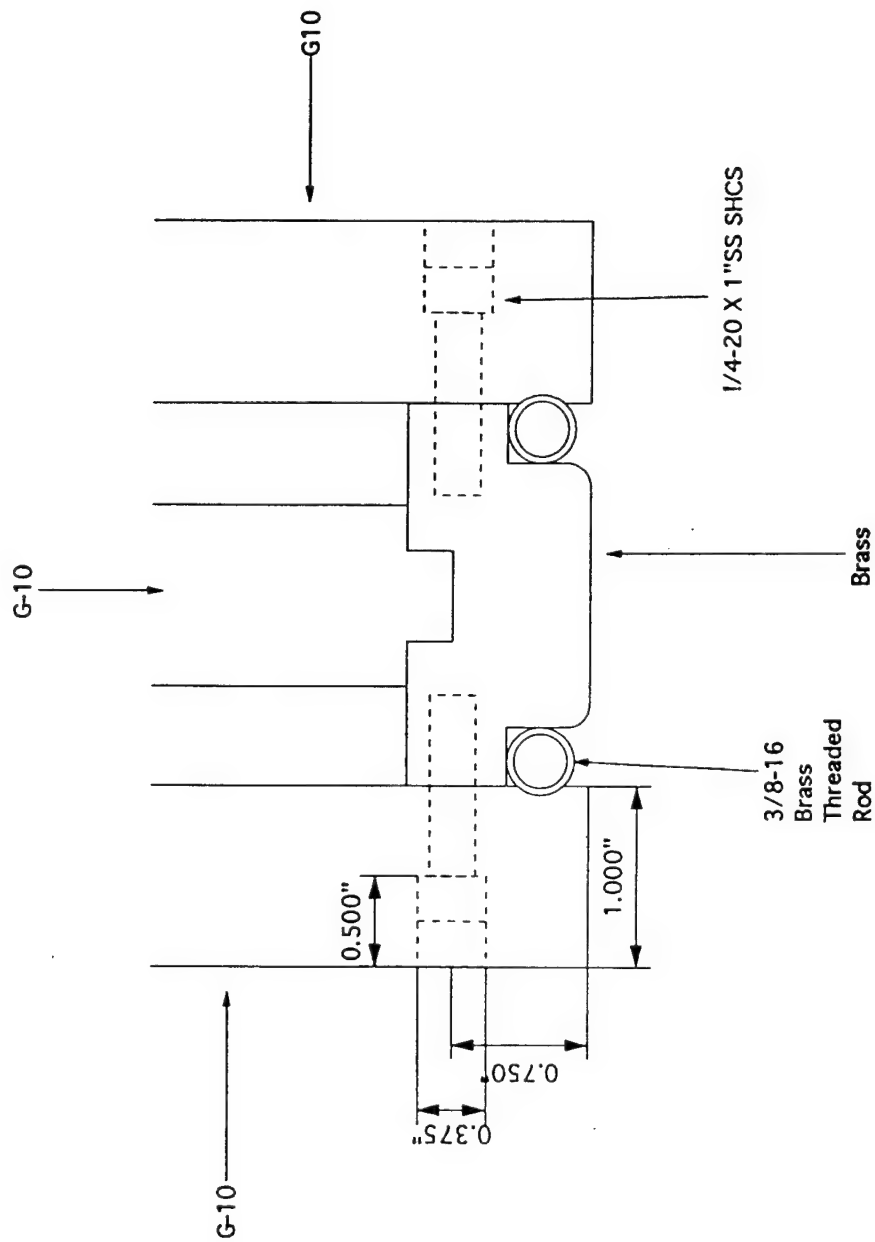 G-10
G10
G-10
1/4-20 X 1"SS SHCS
0.500"
1.000"
0.750"
0.375"
3/8-16
Brass
Threaded
Rod
Brass